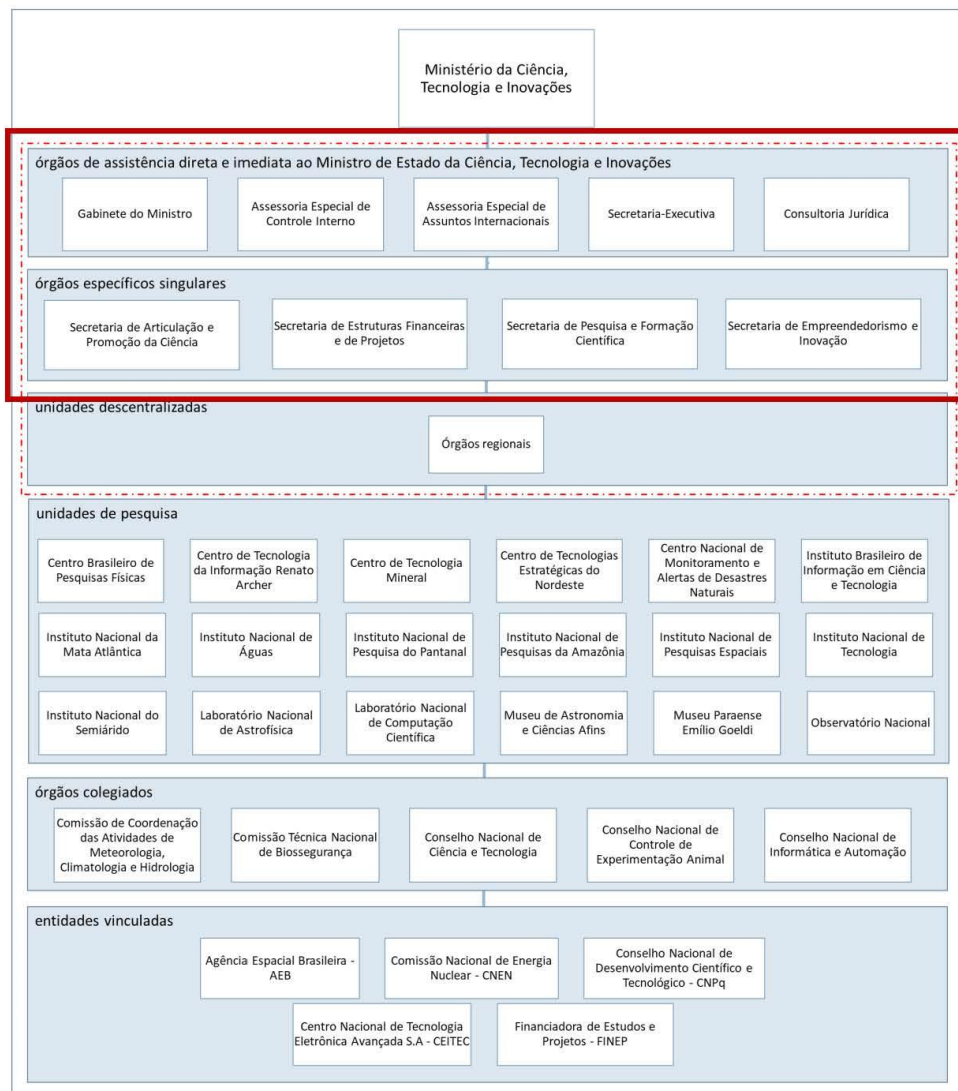 Ministério da Ciência,
Tecnologia e Inovações
órgãos de assistência direta e imediata ao Ministro de Estado da Ciência, Tecnologia e Inovações
Gabinete do Ministro
Assessoria Especial de
Controle Interno
Assessoria Especial de
Assuntos Internacionais
Secretaria-Executiva
Consultoria Jurídica
órgãos específicos singulares
Secretaria de Articulação e
Promoção da Ciência
Secretaria de Estruturas Financeiras
e de Projetos
Secretaria de Pesquisa e Formação
Científica
Secretaria de Empreendedorismo e
Inovação
unidades descentralizadas
Órgãos regionais
unidades de pesquisa
Centro Brasileiro de
Pesquisas Físicas
Centro de Tecnologia
da Informação Renato
Archer
Centro de Tecnologia
Mineral
Centro de Tecnologias
Estratégicas do
Nordeste
Centro Nacional de
Monitoramento e
Alertas de Desastres
Naturais
Instituto Brasileiro de
Informação em Ciência
e Tecnologia
Instituto Nacional da
Mata Atlântica
Instituto Nacional de
Águas
Instituto Nacional de
Pesquisa do Pantanal
Instituto Nacional de
Pesquisas da Amazônia
Instituto Nacional de
Pesquisas Espaciais
Instituto Nacional de
Tecnologia
Instituto Nacional do
Semiárido
Laboratório Nacional
de Astrofísica
Laboratório Nacional
de Computação
Científica
Museu de Astronomia
e Ciências Afins
Museu Paraense
Emílio Goeldi
Observatório Nacional
órgãos colegiados
Comissão de Coordenação
das Atividades de
Meteorologia,
Climatologia e Hidrologia
Comissão Técnica Nacional
de Biossegurança
Conselho Nacional de
Ciência e Tecnologia
Conselho Nacional de
Controle de
Experimentação Animal
Conselho Nacional de
Informática e Automação
entidades vinculadas
Agência Espacial Brasileira -
AEB
Comissão Nacional de Energia
Nuclear - CNEN
Conselho Nacional de
Desenvolvimento Científico e
Tecnológico - CNPq
Centro Nacional de Tecnologia
Eletrônica Avançada S.A - CEITEC
Financiadora de Estudos e
Projetos - FINEP